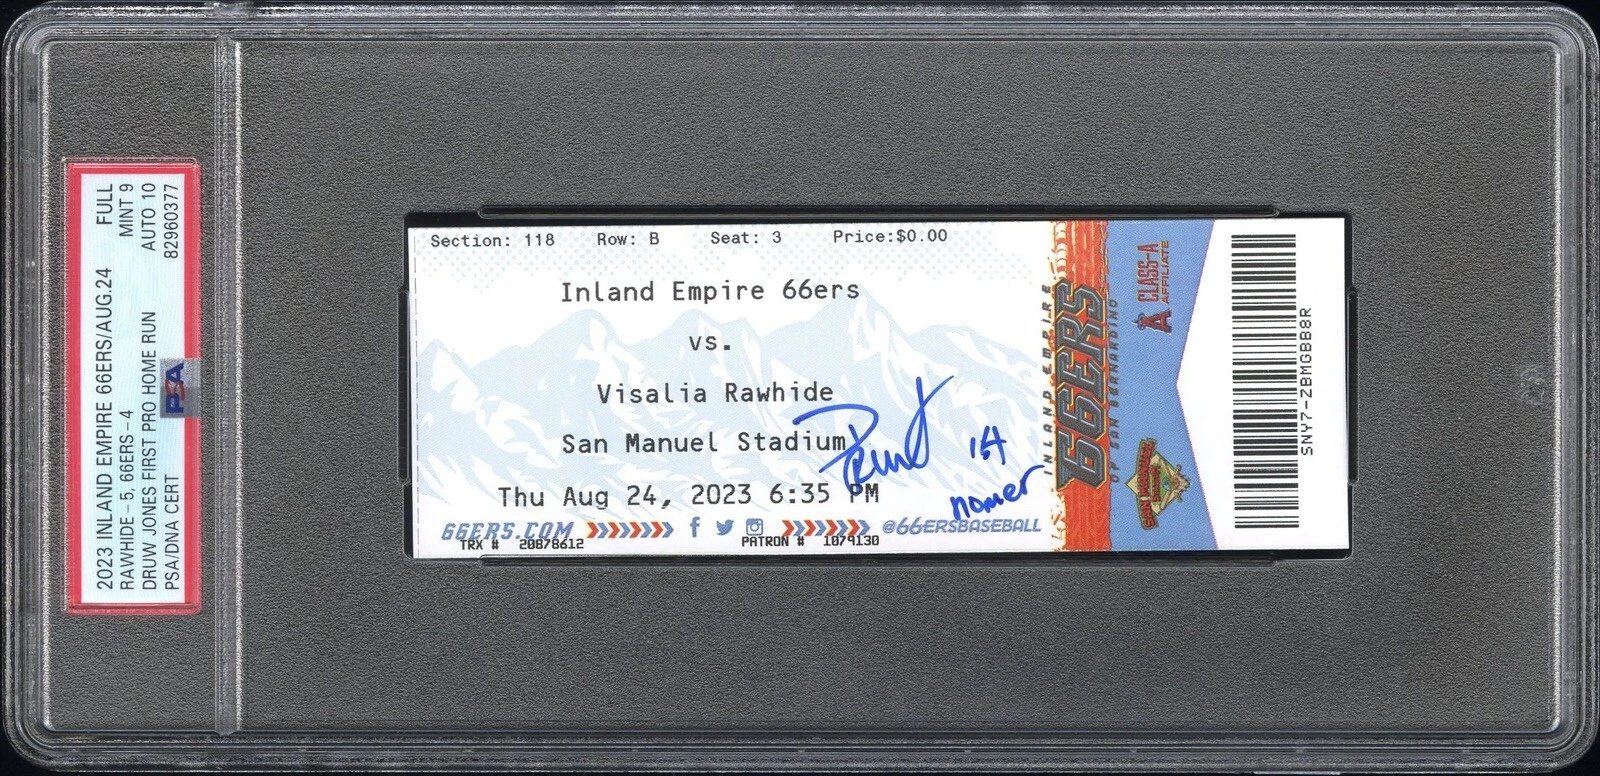 2023 INLAND EMPIRE 66ERS/AUG.24 FULL
RAWHIDE - 5, 66ERS - 4 MINT 9
DRUW JONES FIRST PRO HOME RUN AUTO 10
PSA/DNA CERT 82960377
PSA
Section: 118 Row: B Seat: 3 Price:$0.00
Inland Empire 66ers
vs.
Visalia Rawhide
San Manuel Stadium
Thu Aug 24, 2023 6:35 PM
1st
Homer
66ERS.COM @66ERSBASEBALL
TRX # 20878612 PATRON # 1074130
INLAND EMPIRE
66ERS
OF SAN BERNARDINO
A CLASS-A
AFFILIATE
SAN MANUEL
SNY7-ZBMGBB8R